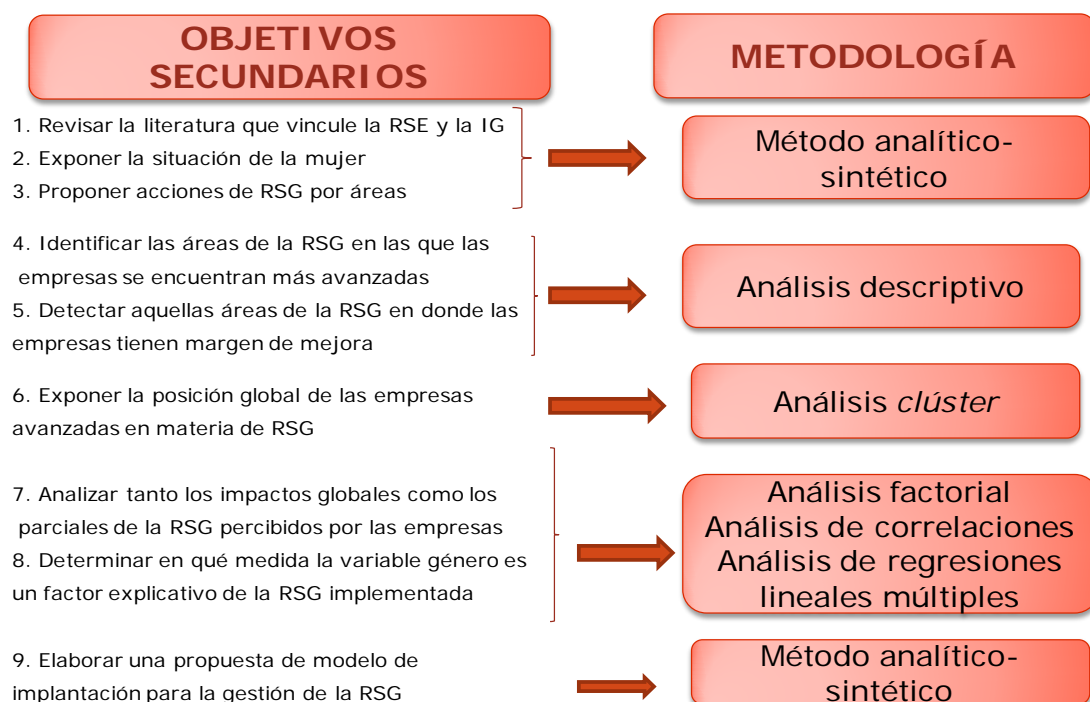 OBJETIVOS
SECUNDARIOS
METODOLOGÍA
1. Revisar la literatura que vincule la RSE y la IG
2. Exponer la situación de la mujer
3. Proponer acciones de RSG por áreas
Método analítico-
sintético
4. Identificar las áreas de la RSG en las que las
empresas se encuentran más avanzadas
5. Detectar aquellas áreas de la RSG en donde las
empresas tienen margen de mejora
Análisis descriptivo
6. Exponer la posición global de las empresas
avanzadas en materia de RSG
Análisis clúster
7. Analizar tanto los impactos globales como los
parciales de la RSG percibidos por las empresas
8. Determinar en qué medida la variable género es
un factor explicativo de la RSG implementada
Análisis factorial
Análisis de correlaciones
Análisis de regresiones
lineales múltiples
9. Elaborar una propuesta de modelo de
implantación para la gestión de la RSG
Método analítico-
sintético